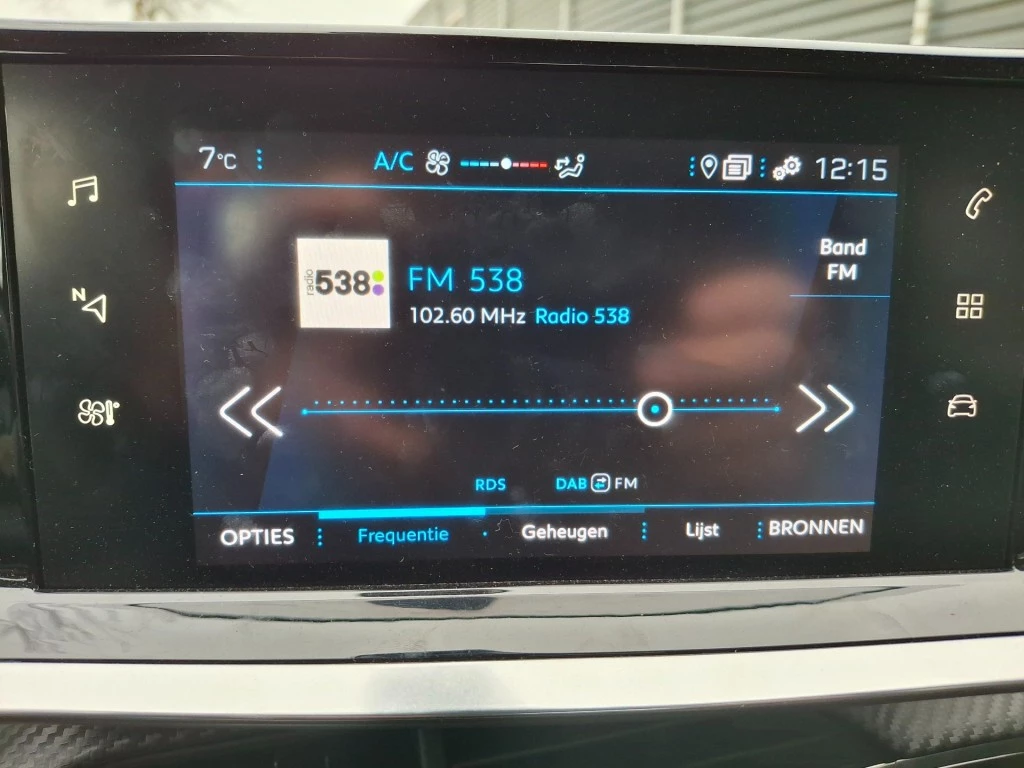 7°C
A/C
12:15
Band
FM
radio
538
FM 538
102.60 MHz Radio 538
N
RDS
DAB FM
OPTIES
Frequentie
Geheugen
Lijst
BRONNEN